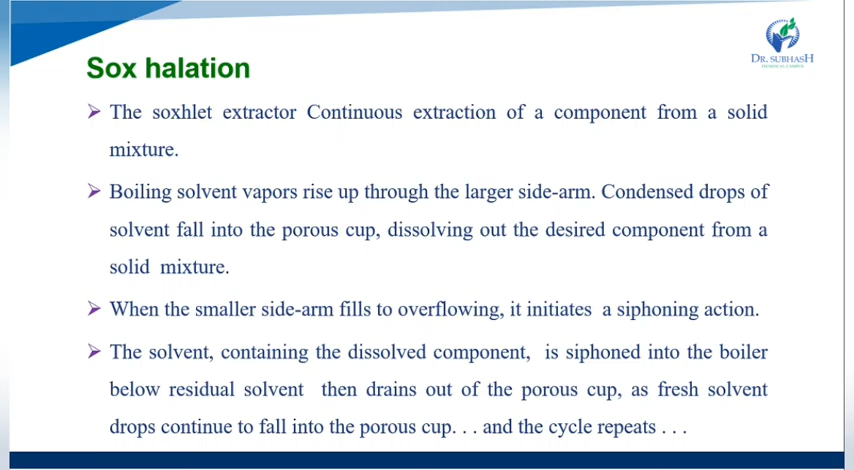 DR. SUBHASH
Sox halation
➢ The soxhlet extractor Continuous extraction of a component from a solid
mixture.
➢ Boiling solvent vapors rise up through the larger side-arm. Condensed drops of
solvent fall into the porous cup, dissolving out the desired component from a
solid mixture.
➢ When the smaller side-arm fills to overflowing, it initiates a siphoning action.
➢ The solvent, containing the dissolved component, is siphoned into the boiler
below residual solvent then drains out of the porous cup, as fresh solvent
drops continue to fall into the porous cup. . . and the cycle repeats . . .